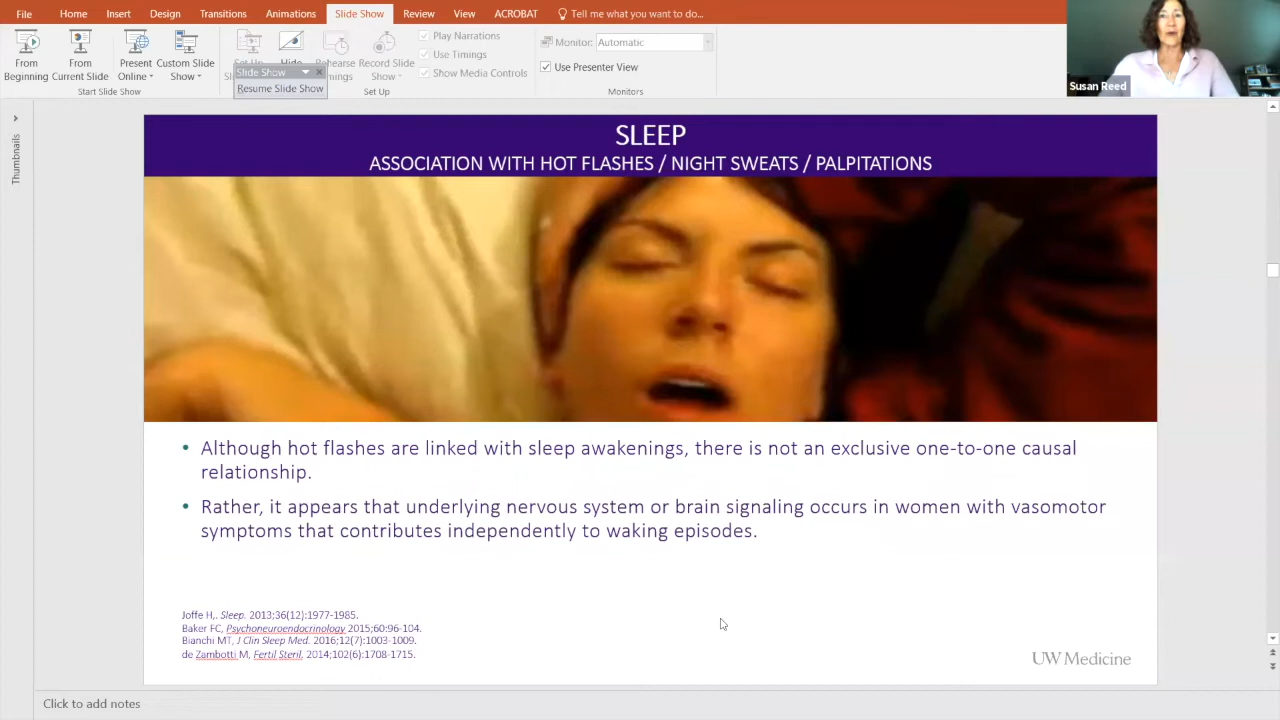 File Home Insert Design Transitions Animations Slide Show Review View ACROBAT Tell me what you want to do...
From Beginning
From Current Slide
Present Online
Custom Slide Show
Hide
Record Slide Show
Play Narrations
Use Timings
Show Media Controls
Monitor: Automatic
Use Presenter View
Slide Show
Resume Slide Show
Start Slide Show
Set Up
Monitors
Susan Reed
Thumbnails
SLEEP
ASSOCIATION WITH HOT FLASHES / NIGHT SWEATS / PALPITATIONS
• Although hot flashes are linked with sleep awakenings, there is not an exclusive one-to-one causal
relationship.
• Rather, it appears that underlying nervous system or brain signaling occurs in women with vasomotor
symptoms that contributes independently to waking episodes.
Joffe H,. Sleep. 2013;36(12):1977-1985.
Baker FC, Psychoneuroendocrinology 2015;60:96-104.
Bianchi MT, J Clin Sleep Med. 2016;12(7):1003-1009.
de Zambotti M, Fertil Steril. 2014;102(6):1708-1715.
UW Medicine
Click to add notes